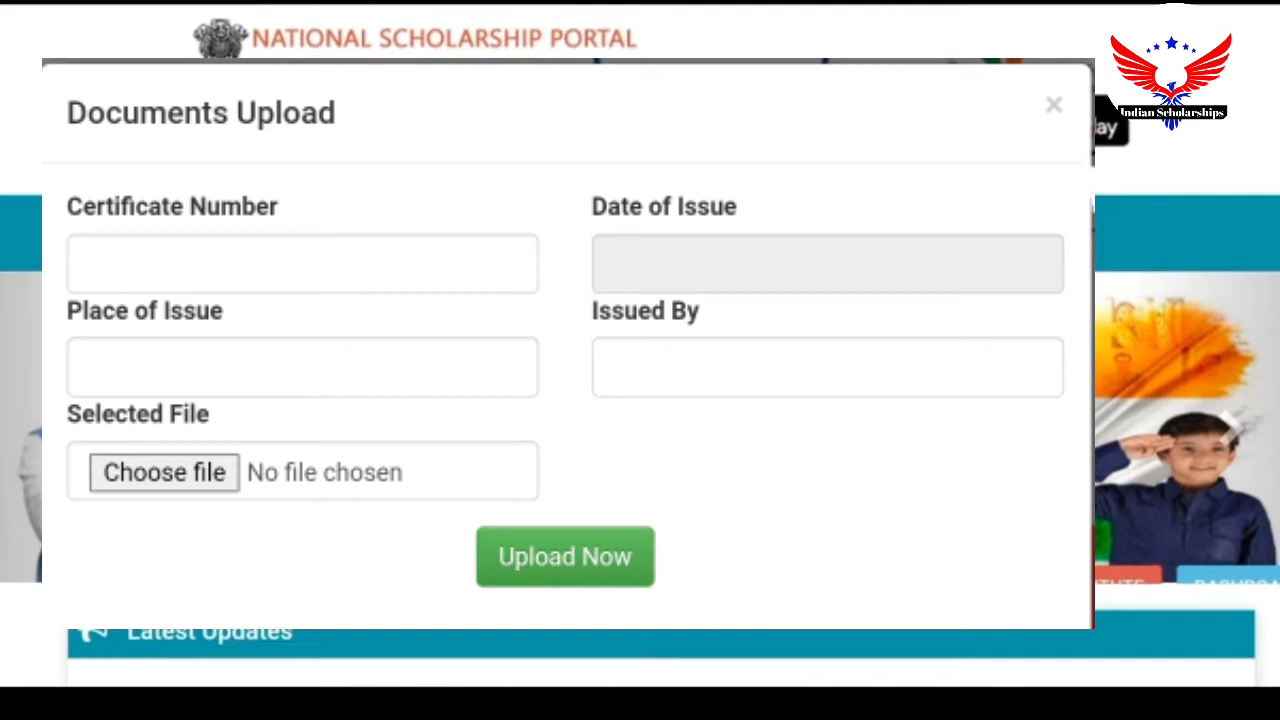 NATIONAL SCHOLARSHIP PORTAL
Indian Scholarships
ay
Documents Upload
×
Certificate Number
Date of Issue
Place of Issue
Issued By
Selected File
Choose file No file chosen
Upload Now
Latest Updates